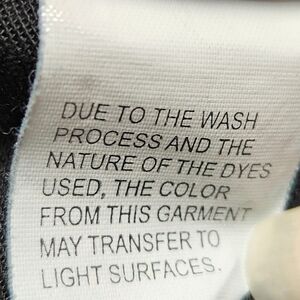 DUE TO THE WASH
PROCESS AND THE
NATURE OF THE DYES
USED, THE COLOR
FROM THIS GARMENT
MAY TRANSFER TO
LIGHT SURFACES.